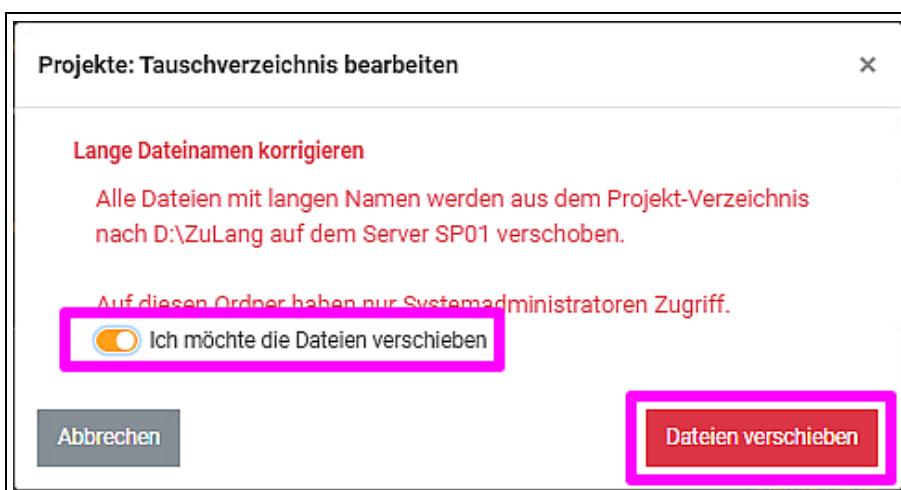 Projekte: Tauschverzeichnis bearbeiten ×
Lange Dateinamen korrigieren
Alle Dateien mit langen Namen werden aus dem Projekt-Verzeichnis
nach D:\ZuLang auf dem Server SP01 verschoben.
Auf diesen Ordner haben nur Systemadministratoren Zugriff.
Ich möchte die Dateien verschieben
Abbrechen Dateien verschieben